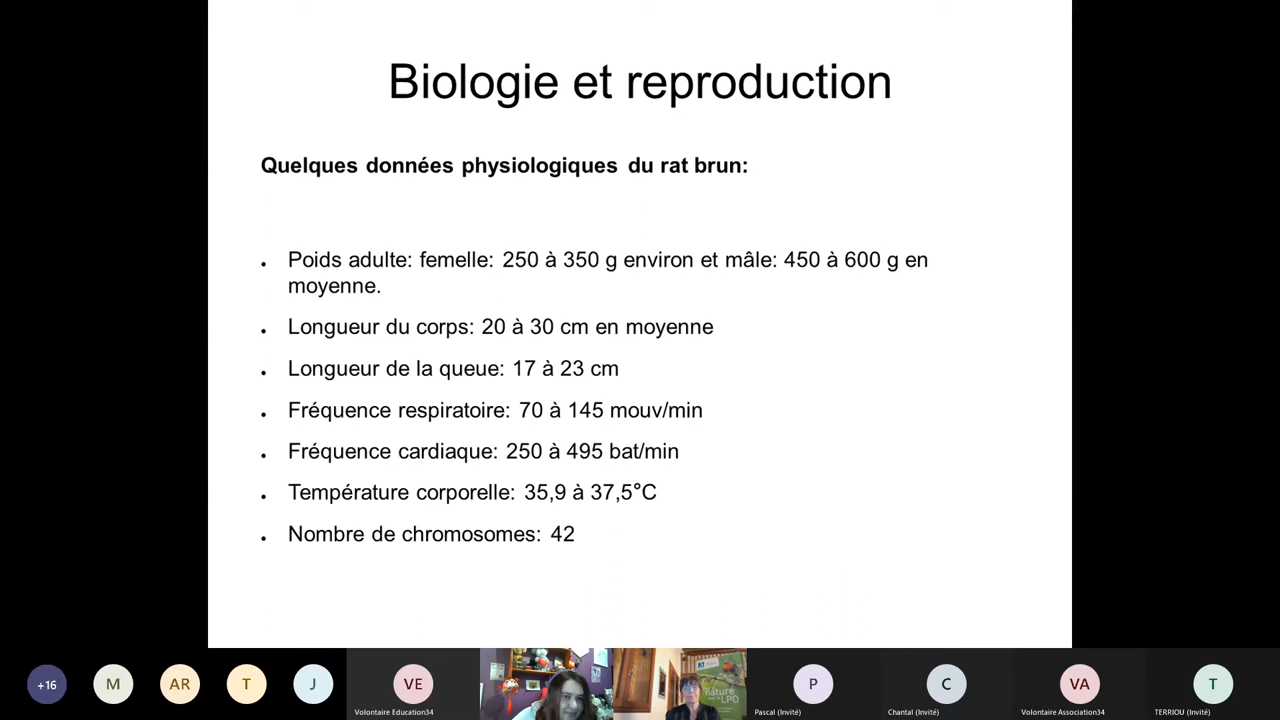 Biologie et reproduction
Quelques données physiologiques du rat brun:
• Poids adulte: femelle: 250 à 350 g environ et mâle: 450 à 600 g en
moyenne.
• Longueur du corps: 20 à 30 cm en moyenne
• Longueur de la queue: 17 à 23 cm
• Fréquence respiratoire: 70 à 145 mouv/min
• Fréquence cardiaque: 250 à 495 bat/min
• Température corporelle: 35,9 à 37,5°C
• Nombre de chromosomes: 42
+16
M
AR
T
J
VE
Volontaire Education34
nature
LPO
P
Pascal (Invité)
C
Chantal (Invité)
VA
Volontaire Association34
T
TERRIOU (Invité)